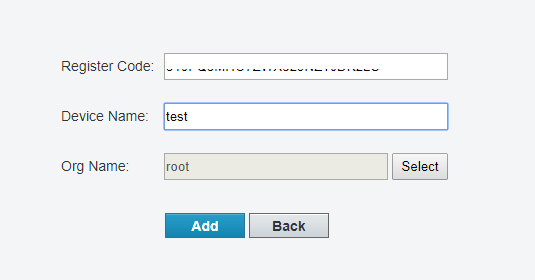 Register Code:
Device Name: test
Org Name: root Select
Add Back